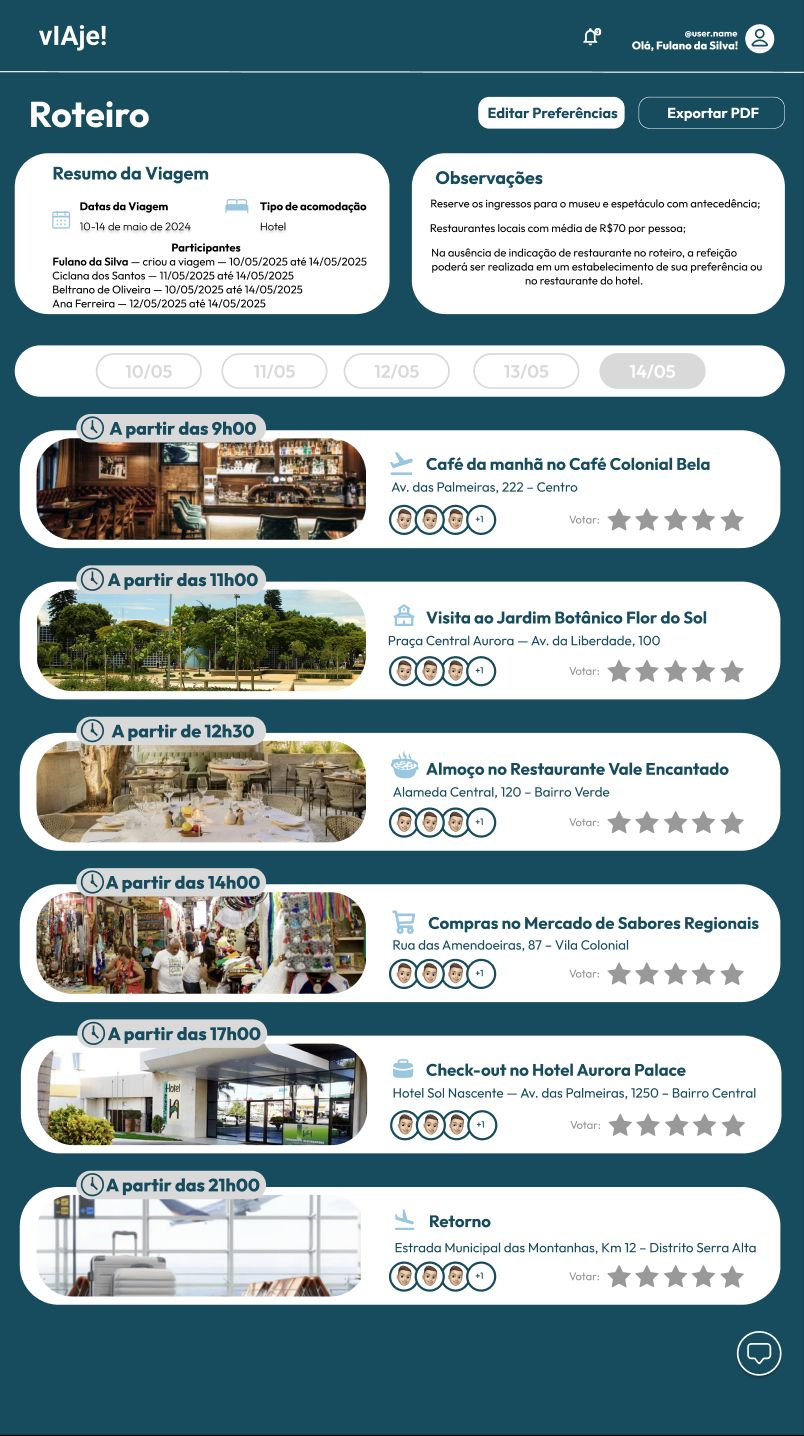 vIAje!
@user.name
Olá, Fulano da Silva!
Roteiro
Editar Preferências
Exportar PDF
Resumo da Viagem
Datas da Viagem
10-14 de maio de 2024
Tipo de acomodação
Hotel
Participantes
Fulano da Silva — criou a viagem — 10/05/2025 até 14/05/2025
Ciclana dos Santos — 11/05/2025 até 14/05/2025
Beltrano de Oliveira — 10/05/2025 até 14/05/2025
Ana Ferreira — 12/05/2025 até 14/05/2025
Observações
Reserve os ingressos para o museu e espetáculo com antecedência;
Restaurantes locais com média de R$70 por pessoa;
Na ausência de indicação de restaurante no roteiro, a refeição
poderá ser realizada em um estabelecimento de sua preferência ou
no restaurante do hotel.
10/05
11/05
12/05
13/05
14/05
A partir das 9h00
Café da manhã no Café Colonial Bela
Av. das Palmeiras, 222 – Centro
+1
Votar:
A partir das 11h00
Visita ao Jardim Botânico Flor do Sol
Praça Central Aurora — Av. da Liberdade, 100
+1
Votar:
A partir de 12h30
Almoço no Restaurante Vale Encantado
Alameda Central, 120 – Bairro Verde
+1
Votar:
A partir das 14h00
Compras no Mercado de Sabores Regionais
Rua das Amendoeiras, 87 – Vila Colonial
+1
Votar:
A partir das 17h00
Hotel
Check-out no Hotel Aurora Palace
Hotel Sol Nascente — Av. das Palmeiras, 1250 – Bairro Central
+1
Votar:
A partir das 21h00
Retorno
Estrada Municipal das Montanhas, Km 12 – Distrito Serra Alta
+1
Votar: